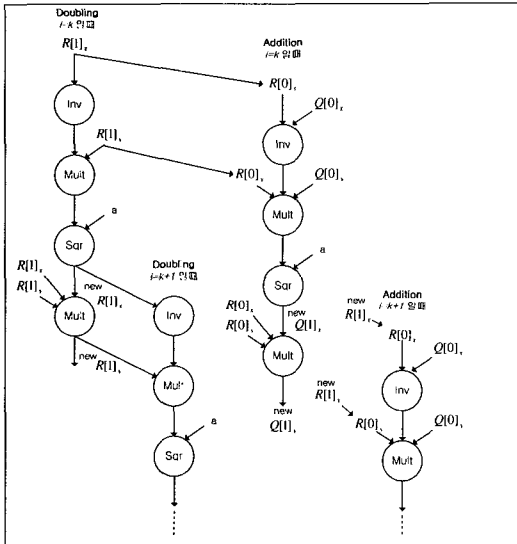 Doubling
i=k 일때
R[1]x
Inv
R[1]y
Mult
a
Sqr
R[1]x
R[1]y
new
R[1]x
Mult
new
R[1]y
Doubling
i=k+1 일때
Inv
Mult
a
Sqr
Addition
i=k 일때
R[0]x
Q[0]x
Inv
R[0]y
Q[0]y
Mult
a
Sqr
R[0]x
R[0]y
new
Q[1]x
Mult
new
Q[1]y
Addition
i=k+1 일때
new
R[1]x
R[0]x
Q[0]x
Inv
new
R[1]y
R[0]y
Q[0]y
Mult